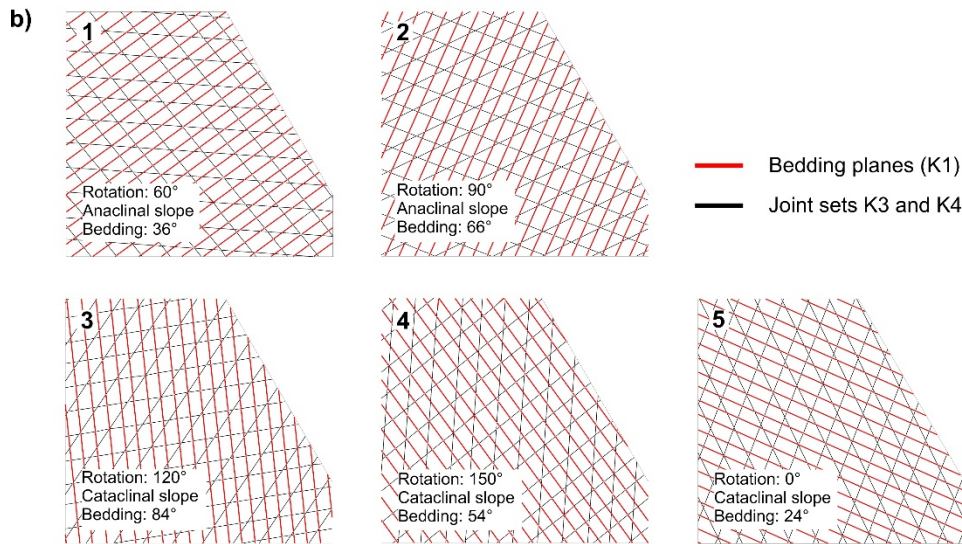 b)
1
Rotation: 60°
Anaclinal slope
Bedding: 36°
2
Rotation: 90°
Anaclinal slope
Bedding: 66°
Bedding planes (K1)
Joint sets K3 and K4
3
Rotation: 120°
Cataclinal slope
Bedding: 84°
4
Rotation: 150°
Cataclinal slope
Bedding: 54°
5
Rotation: 0°
Cataclinal slope
Bedding: 24°